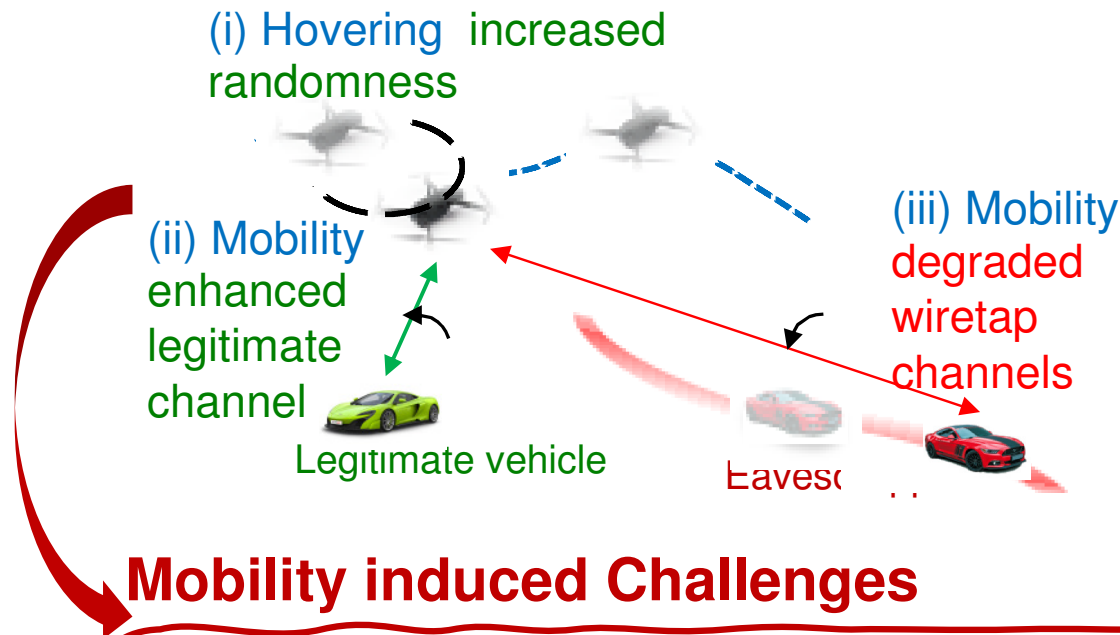 (i) Hovering increased
randomness
(ii) Mobility
enhanced
legitimate
channel
(iii) Mobility
degraded
wiretap
channels
Legitimate vehicle
Mobility induced Challenges